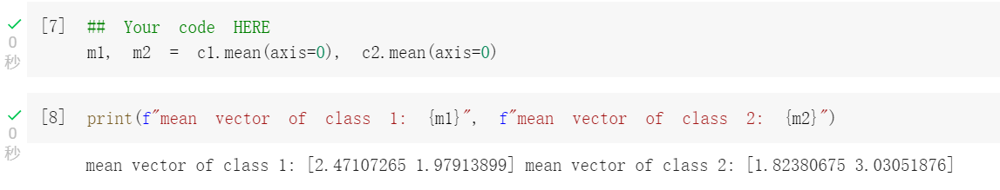 [7] ## Your code HERE
0 m1, m2 = c1.mean(axis=0), c2.mean(axis=0)
秒
[8] print(f"mean vector of class 1: {m1}", f"mean vector of class 2: {m2}")
0
秒 mean vector of class 1: [2.47107265 1.97913899] mean vector of class 2: [1.82380675 3.03051876]